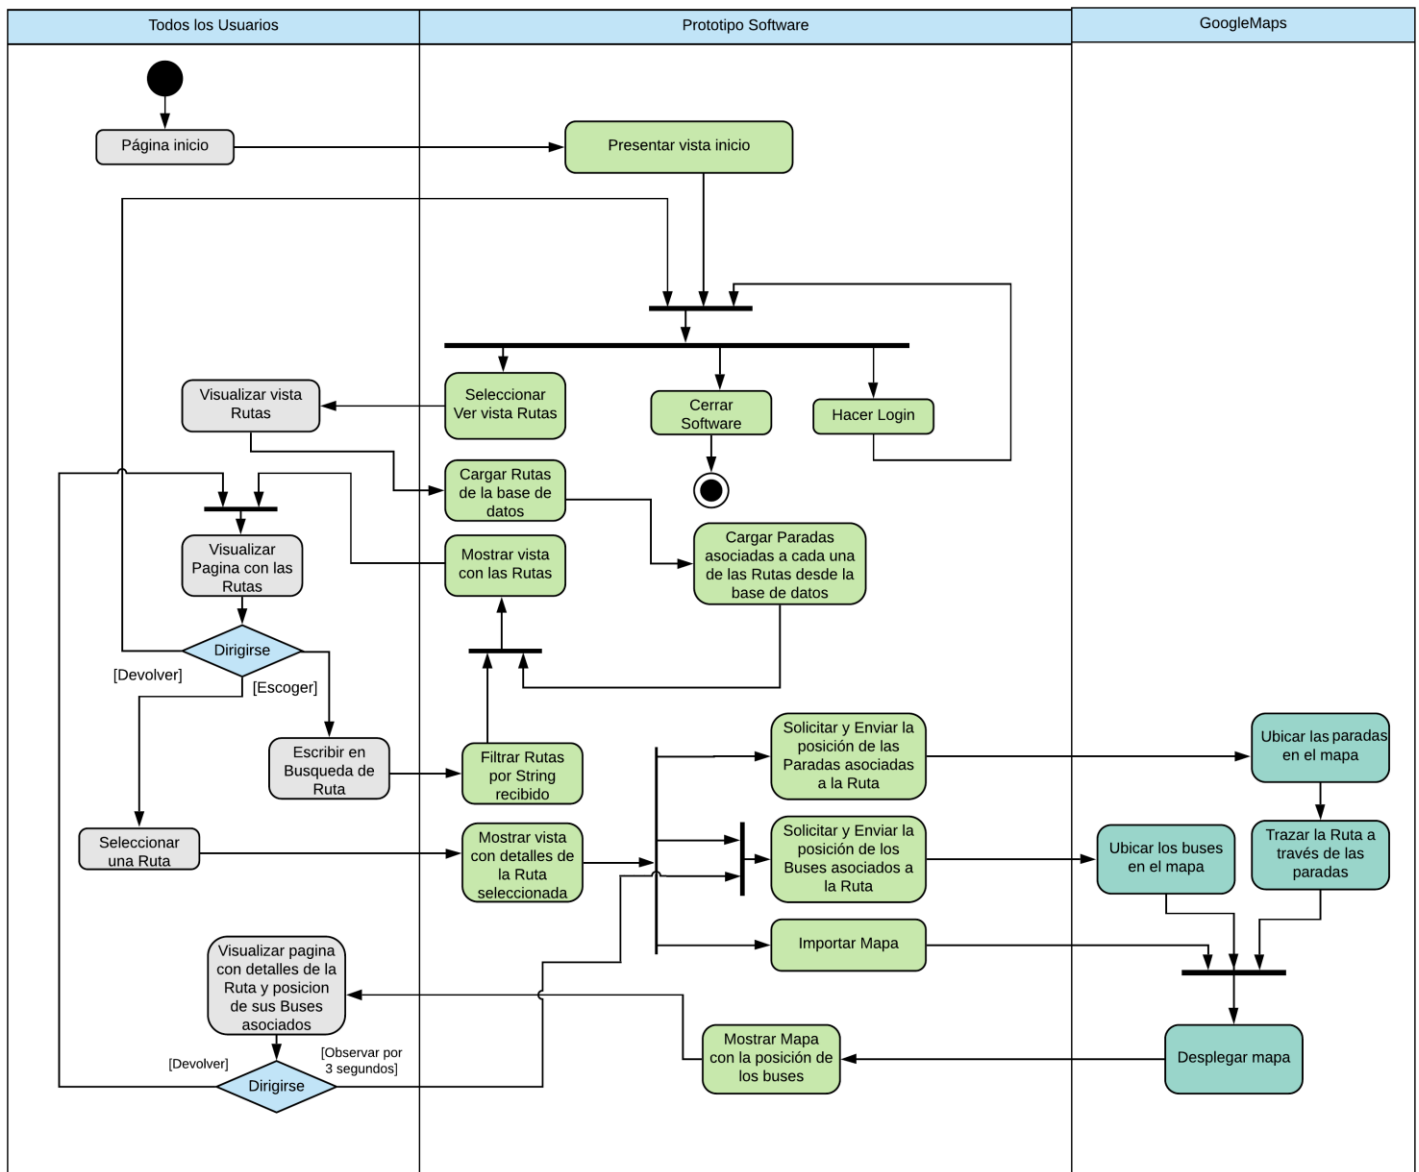 Todos los Usuarios
Prototipo Software
GoogleMaps
Página inicio
Presentar vista inicio
Visualizar vista
Rutas
Seleccionar
Ver vista Rutas
Cerrar
Software
Hacer Login
Cargar Rutas
de la base de
datos
Visualizar
Pagina con las
Rutas
Mostrar vista
con las Rutas
Cargar Paradas
asociadas a cada una
de las Rutas desde la
base de datos
Dirigirse
[Devolver]
[Escoger]
Escribir en
Busqueda de
Ruta
Filtrar Rutas
por String
recibido
Solicitar y Enviar la
posición de las
Paradas asociadas
a la Ruta
Ubicar las paradas
en el mapa
Seleccionar
una Ruta
Mostrar vista
con detalles de
la Ruta
seleccionada
Solicitar y Enviar la
posición de los
Buses asociados a
la Ruta
Ubicar los buses
en el mapa
Trazar la Ruta a
través de las
paradas
Importar Mapa
Visualizar pagina
con detalles de la
Ruta y posicion
de sus Buses
asociados
Mostrar Mapa
con la posición de
los buses
Desplegar mapa
[Devolver]
[Observar por
3 segundos]
Dirigirse